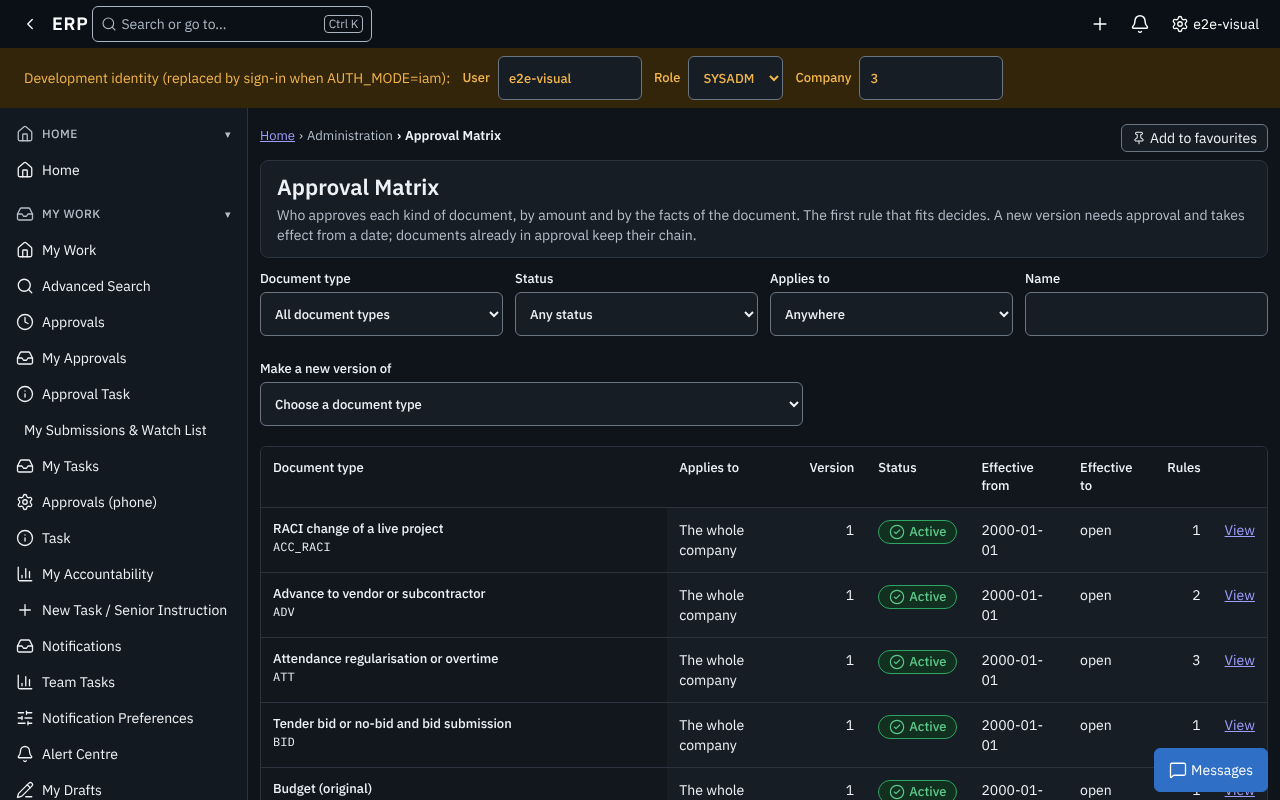 ERP
Search or go to...
Ctrl K
e2e-visual
Development identity (replaced by sign-in when AUTH_MODE=iam):
User
e2e-visual
Role
SYSADM
Company
3
HOME
Home
MY WORK
My Work
Advanced Search
Approvals
My Approvals
Approval Task
My Submissions & Watch List
My Tasks
Approvals (phone)
Task
My Accountability
New Task / Senior Instruction
Notifications
Team Tasks
Notification Preferences
Alert Centre
My Drafts
Home › Administration › Approval Matrix
Add to favourites
Approval Matrix
Who approves each kind of document, by amount and by the facts of the document. The first rule that fits decides. A new version needs approval and takes
effect from a date; documents already in approval keep their chain.
Document type
All document types
Status
Any status
Applies to
Anywhere
Name
Make a new version of
Choose a document type
Document type Applies to Version Status Effective from Effective to Rules
RACI change of a live project
ACC_RACI
The whole company 1 Active 2000-01-01 open 1 View
Advance to vendor or subcontractor
ADV
The whole company 1 Active 2000-01-01 open 2 View
Attendance regularisation or overtime
ATT
The whole company 1 Active 2000-01-01 open 3 View
Tender bid or no-bid and bid submission
BID
The whole company 1 Active 2000-01-01 open 1 View
Budget (original)
The whole 1 Active 2000-01- open 1 View
Messages